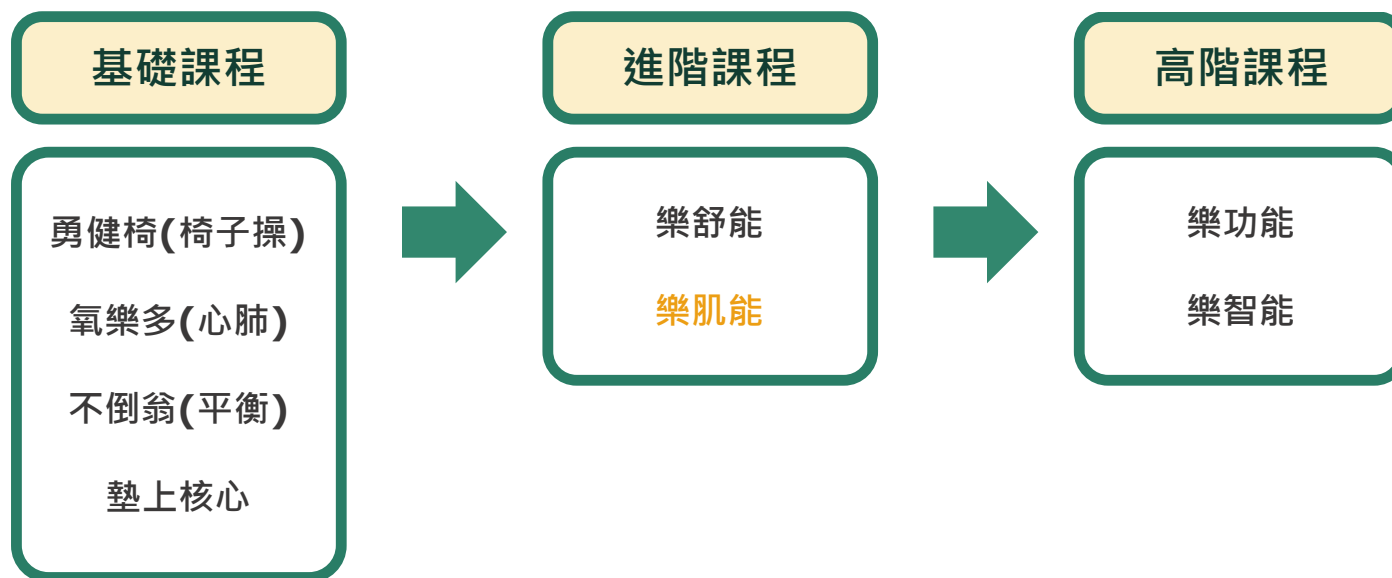 基礎課程
勇健椅(椅子操)
氧樂多(心肺)
不倒翁(平衡)
墊上核心
進階課程
樂舒能
樂肌能
高階課程
樂功能
樂智能